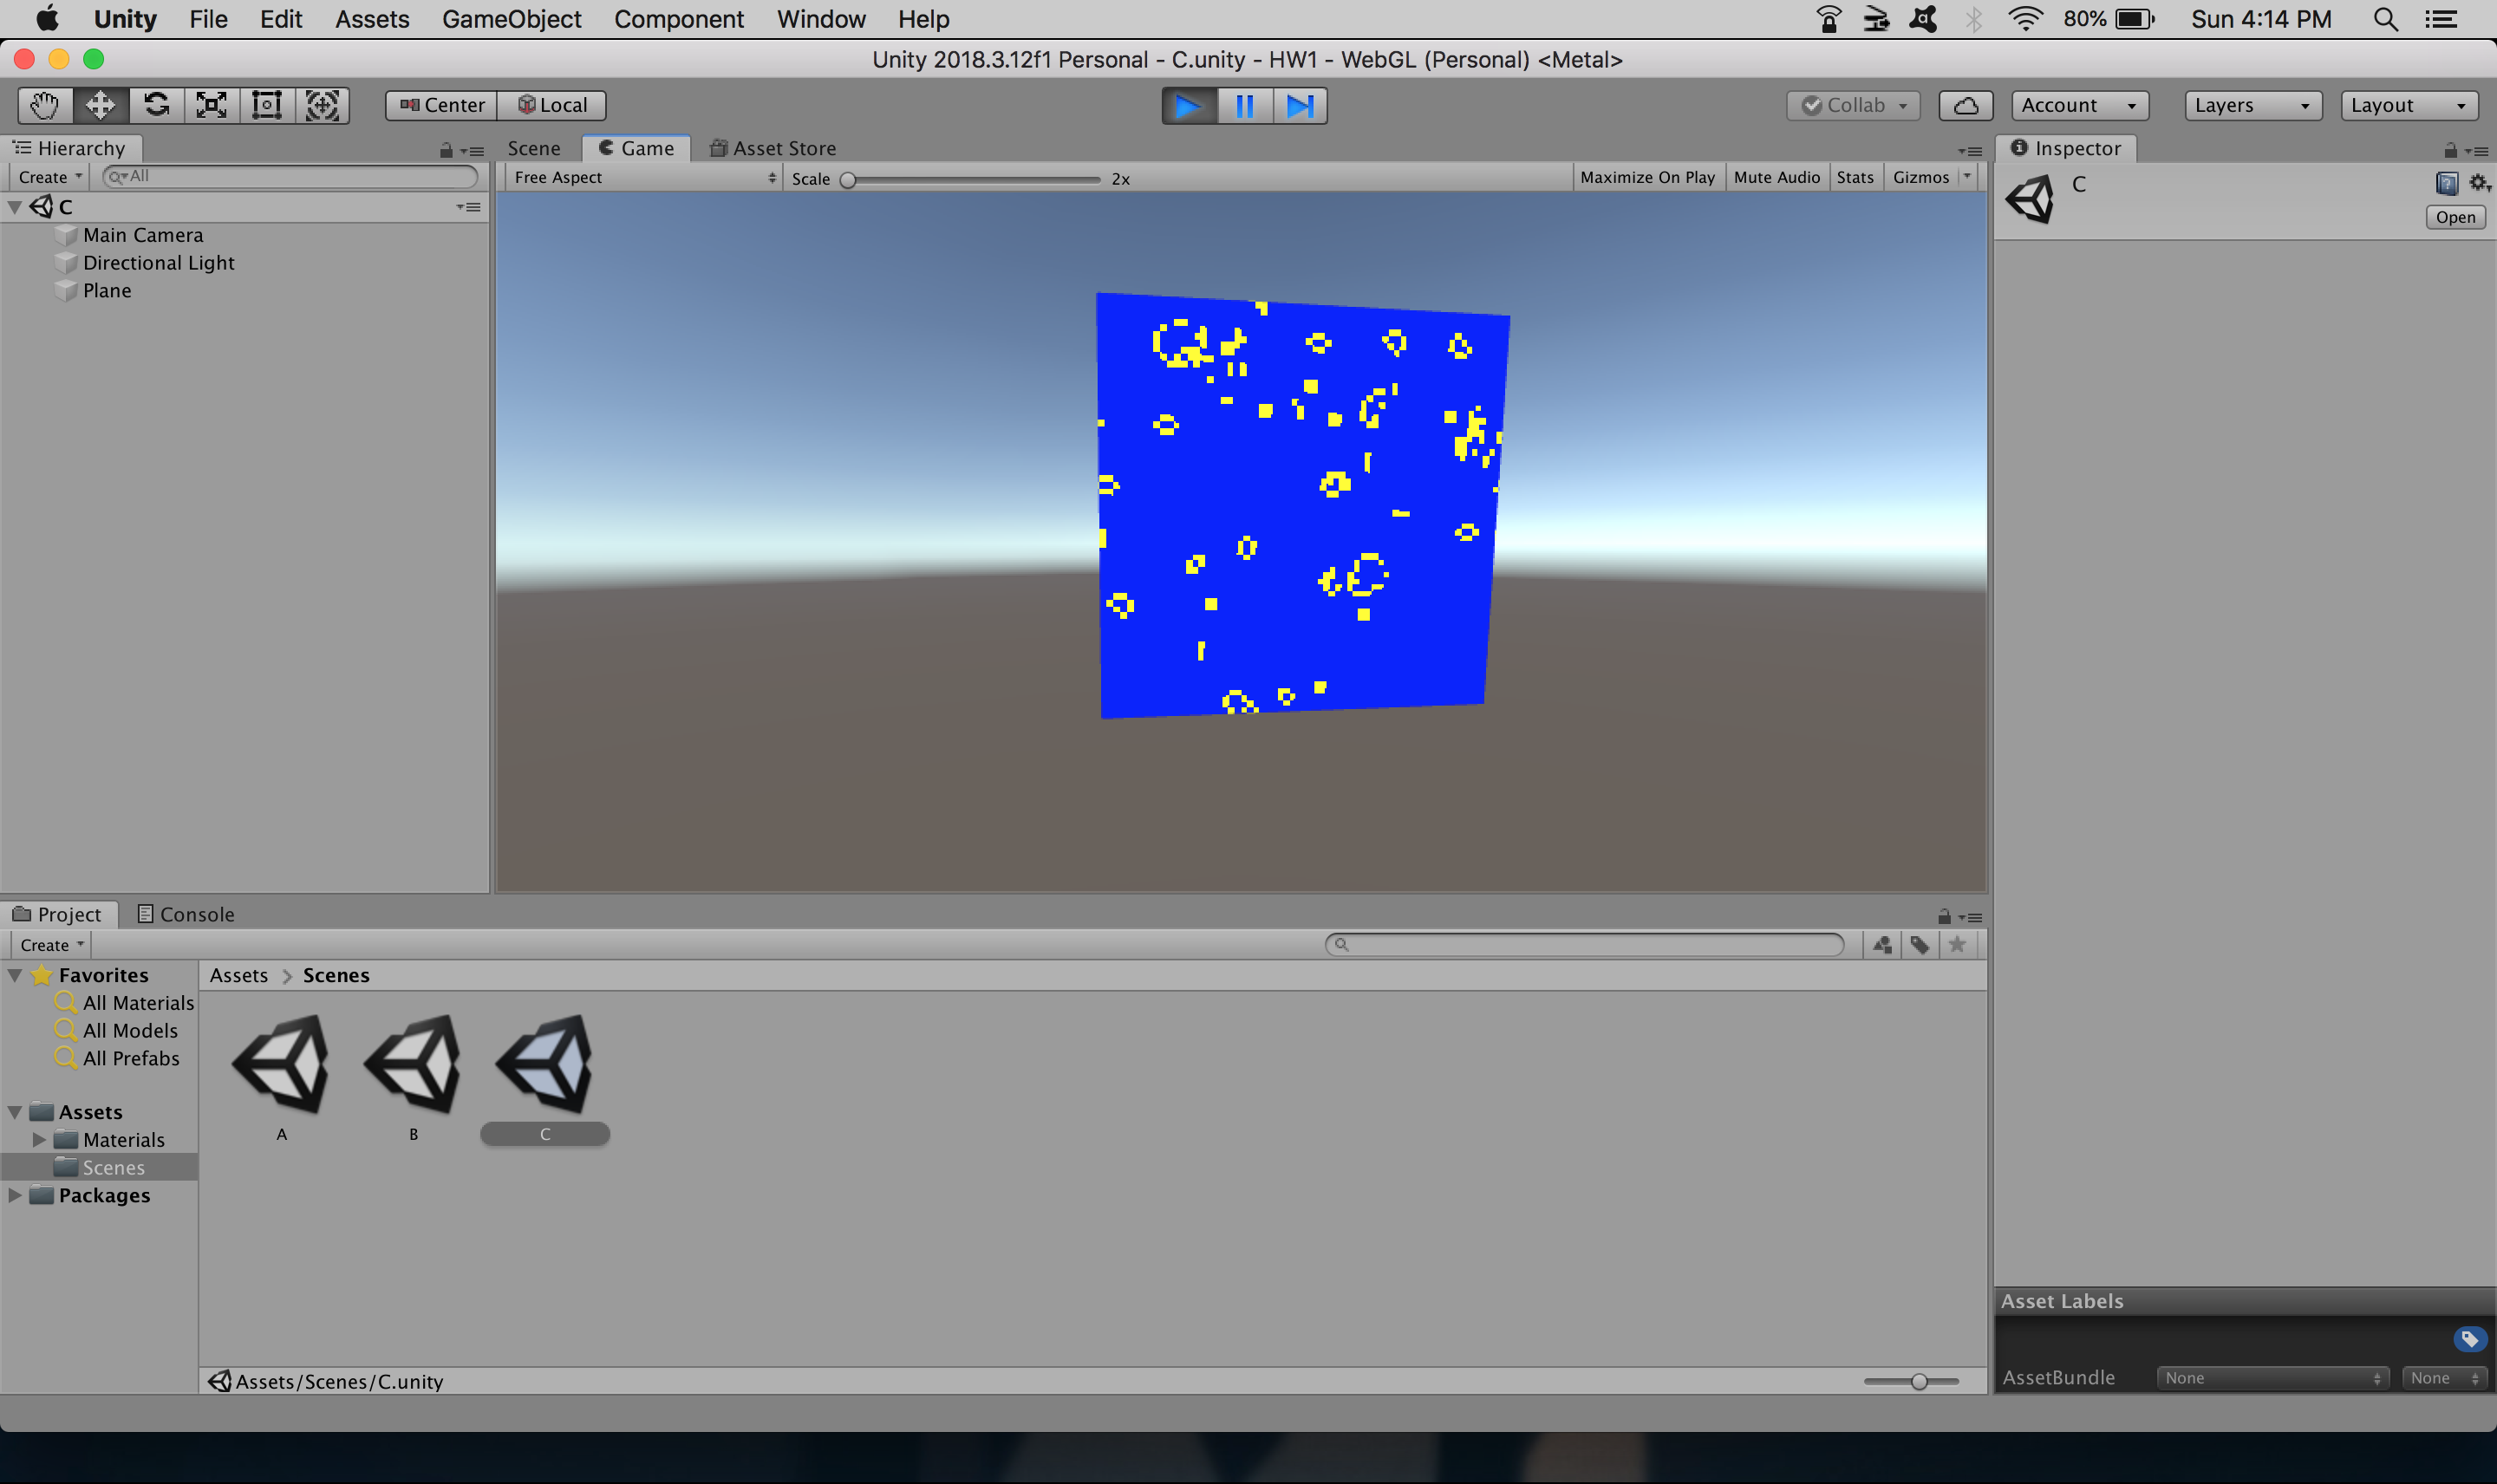 Unity File Edit Assets GameObject Component Window Help 80% Sun 4:14 PM
Unity 2018.3.12f1 Personal - C.unity - HW1 - WebGL (Personal) <Metal>
Center Local Collab Account Layers Layout
Hierarchy Scene Game Asset Store Inspector
Create All Free Aspect Scale 2x Maximize On Play Mute Audio Stats Gizmos C
C Open
Main Camera
Directional Light
Plane
Project Console
Create
Favorites Assets Scenes
All Materials
All Models
All Prefabs
Assets
A B C
Materials
Scenes
Packages
Asset Labels
Assets/Scenes/C.unity AssetBundle None None